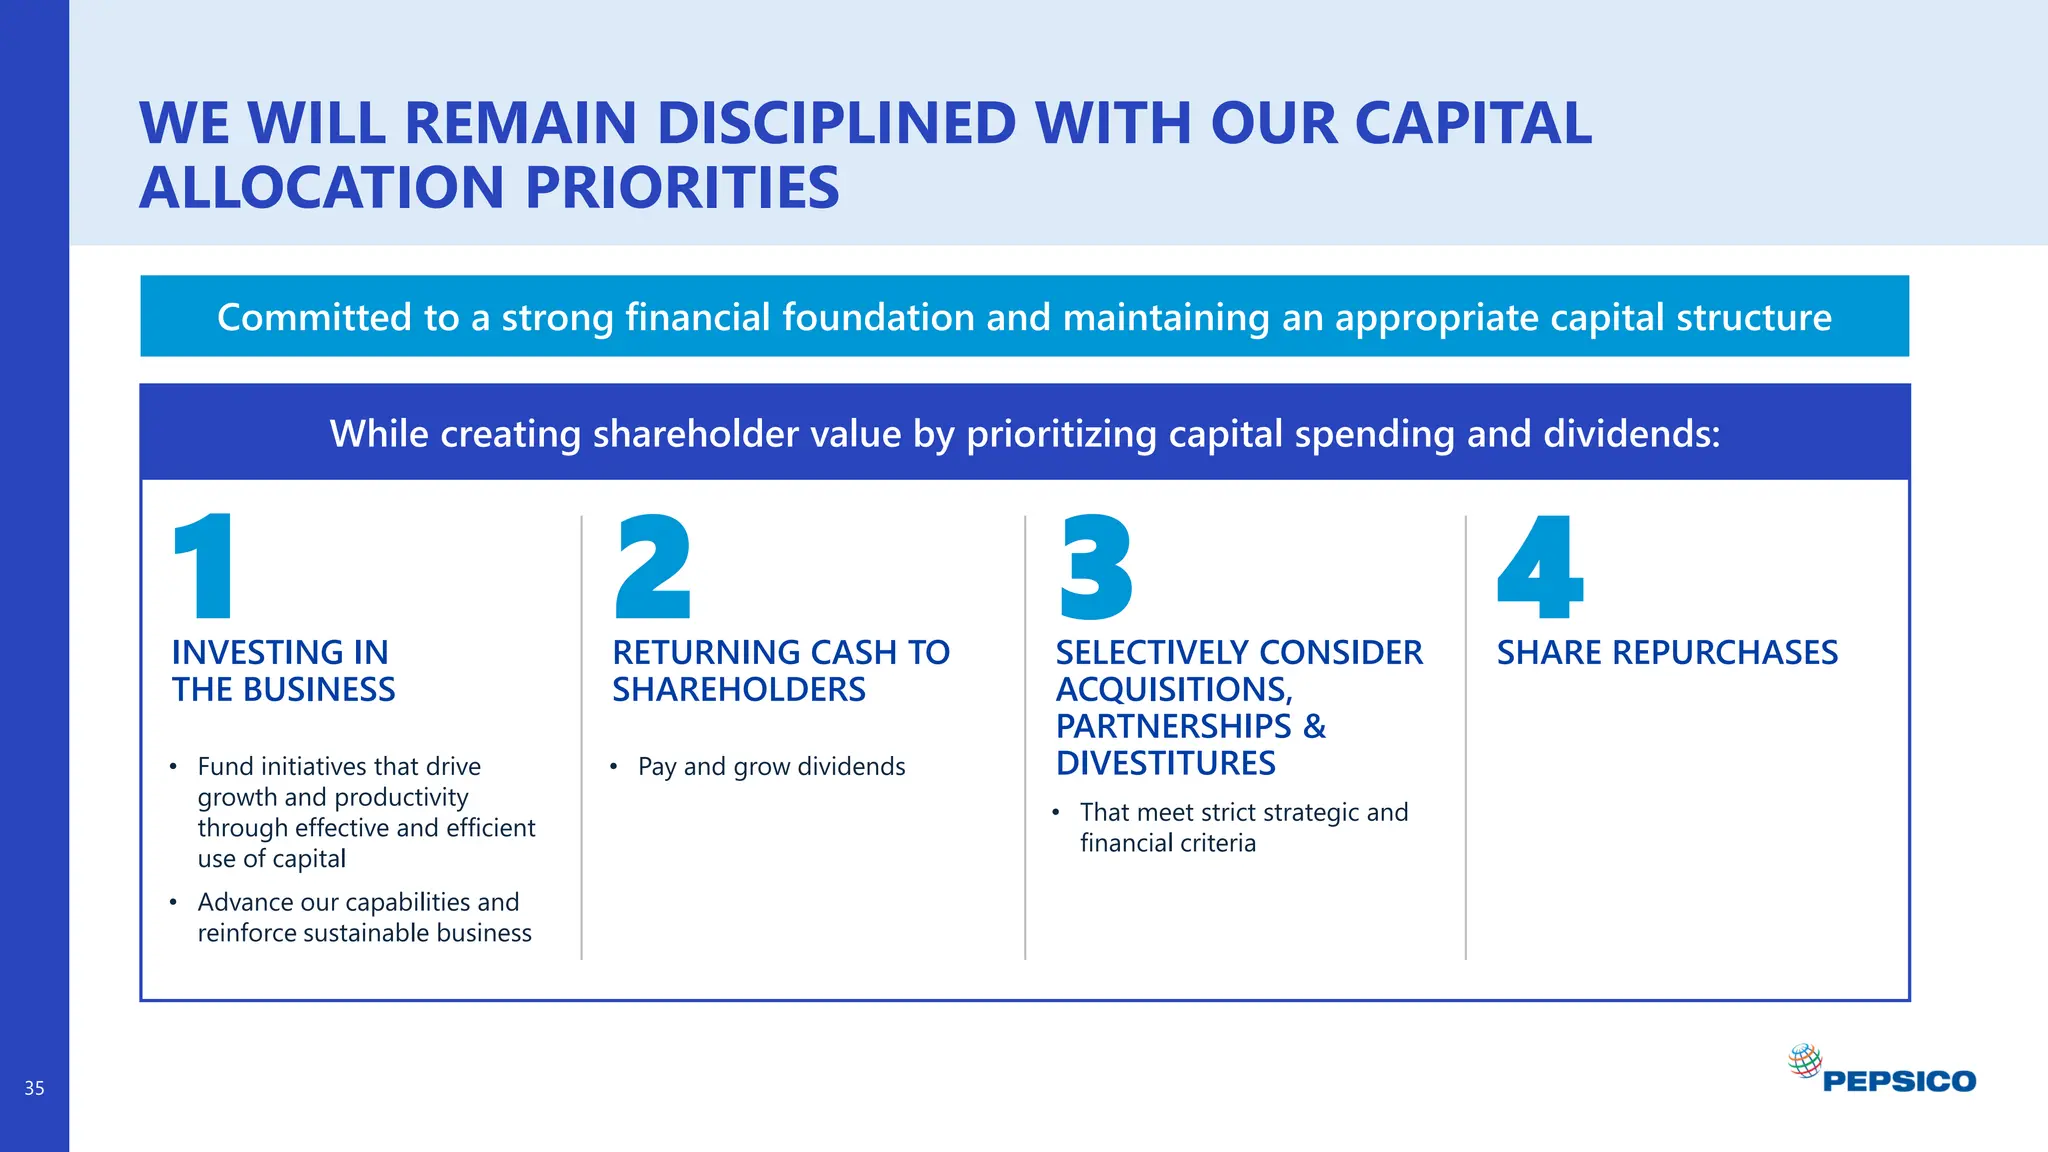 WE WILL REMAIN DISCIPLINED WITH OUR CAPITAL
ALLOCATION PRIORITIES
Committed to a strong financial foundation and maintaining an appropriate capital structure
While creating shareholder value by prioritizing capital spending and dividends:
1
INVESTING IN
THE BUSINESS
• Fund initiatives that drive
growth and productivity
through effective and efficient
use of capital
• Advance our capabilities and
reinforce sustainable business
2
RETURNING CASH TO
SHAREHOLDERS
• Pay and grow dividends
3
SELECTIVELY CONSIDER
ACQUISITIONS,
PARTNERSHIPS &
DIVESTITURES
• That meet strict strategic and
financial criteria
4
SHARE REPURCHASES
35
PEPSICO